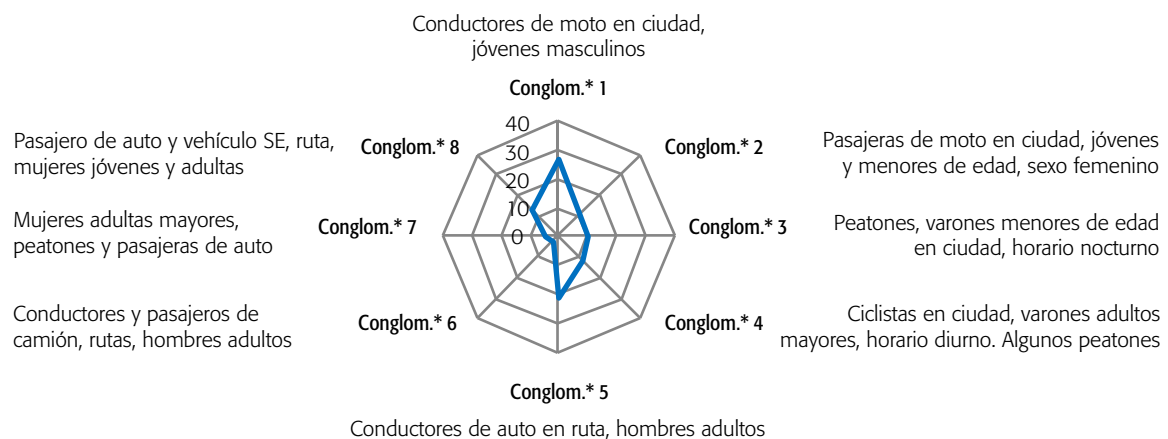 Conductores de moto en ciudad,
jóvenes masculinos
Conglom.* 1
40
30
20
10
0
Conglom.* 2
Pasajeras de moto en ciudad, jóvenes
y menores de edad, sexo femenino
Conglom.* 3
Peatones, varones menores de edad
en ciudad, horario nocturno
Conglom.* 4
Ciclistas en ciudad, varones adultos
mayores, horario diurno. Algunos peatones
Conglom.* 5
Conductores de auto en ruta, hombres adultos
Conglom.* 6
Conductores y pasajeros de
camión, rutas, hombres adultos
Conglom.* 7
Mujeres adultas mayores,
peatones y pasajeras de auto
Conglom.* 8
Pasajero de auto y vehículo SE, ruta,
mujeres jóvenes y adultas